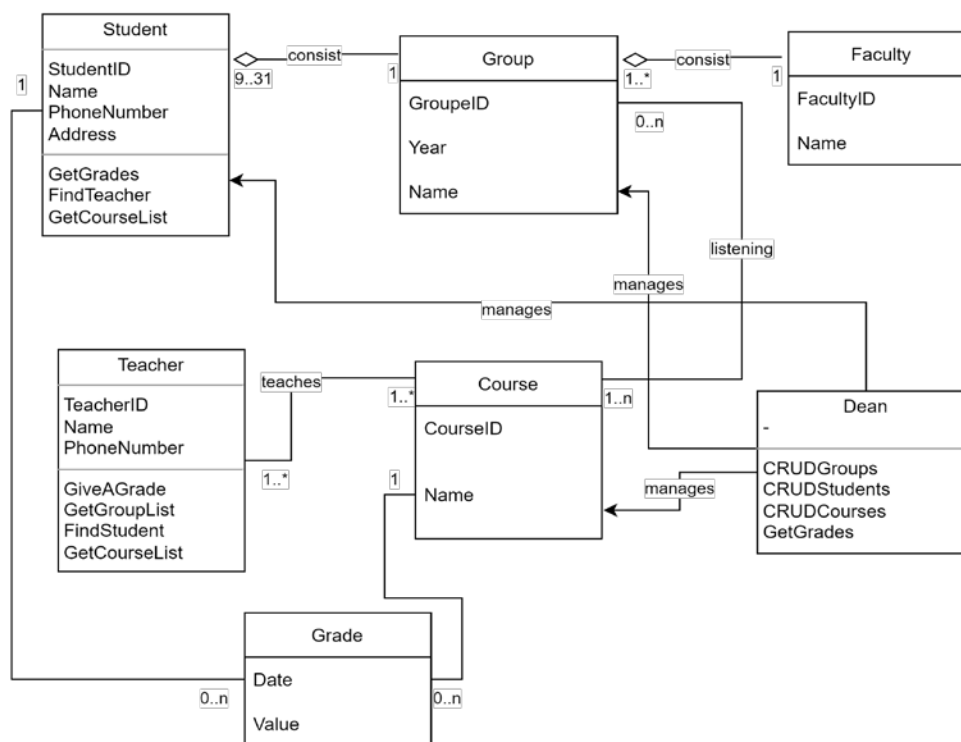 Student
StudentID
Name
PhoneNumber
Address
GetGrades
FindTeacher
GetCourseList
consist
9..31
1
1
Group
GroupeID
Year
Name
consist
1..*
1
0..n
Faculty
FacultyID
Name
listening
manages
manages
Teacher
TeacherID
Name
PhoneNumber
GiveAGrade
GetGroupList
FindStudent
GetCourseList
teaches
1..*
1..*
Course
CourseID
Name
1..n
1
manages
Dean
-
CRUDGroups
CRUDStudents
CRUDCourses
GetGrades
Grade
Date
Value
0..n
0..n